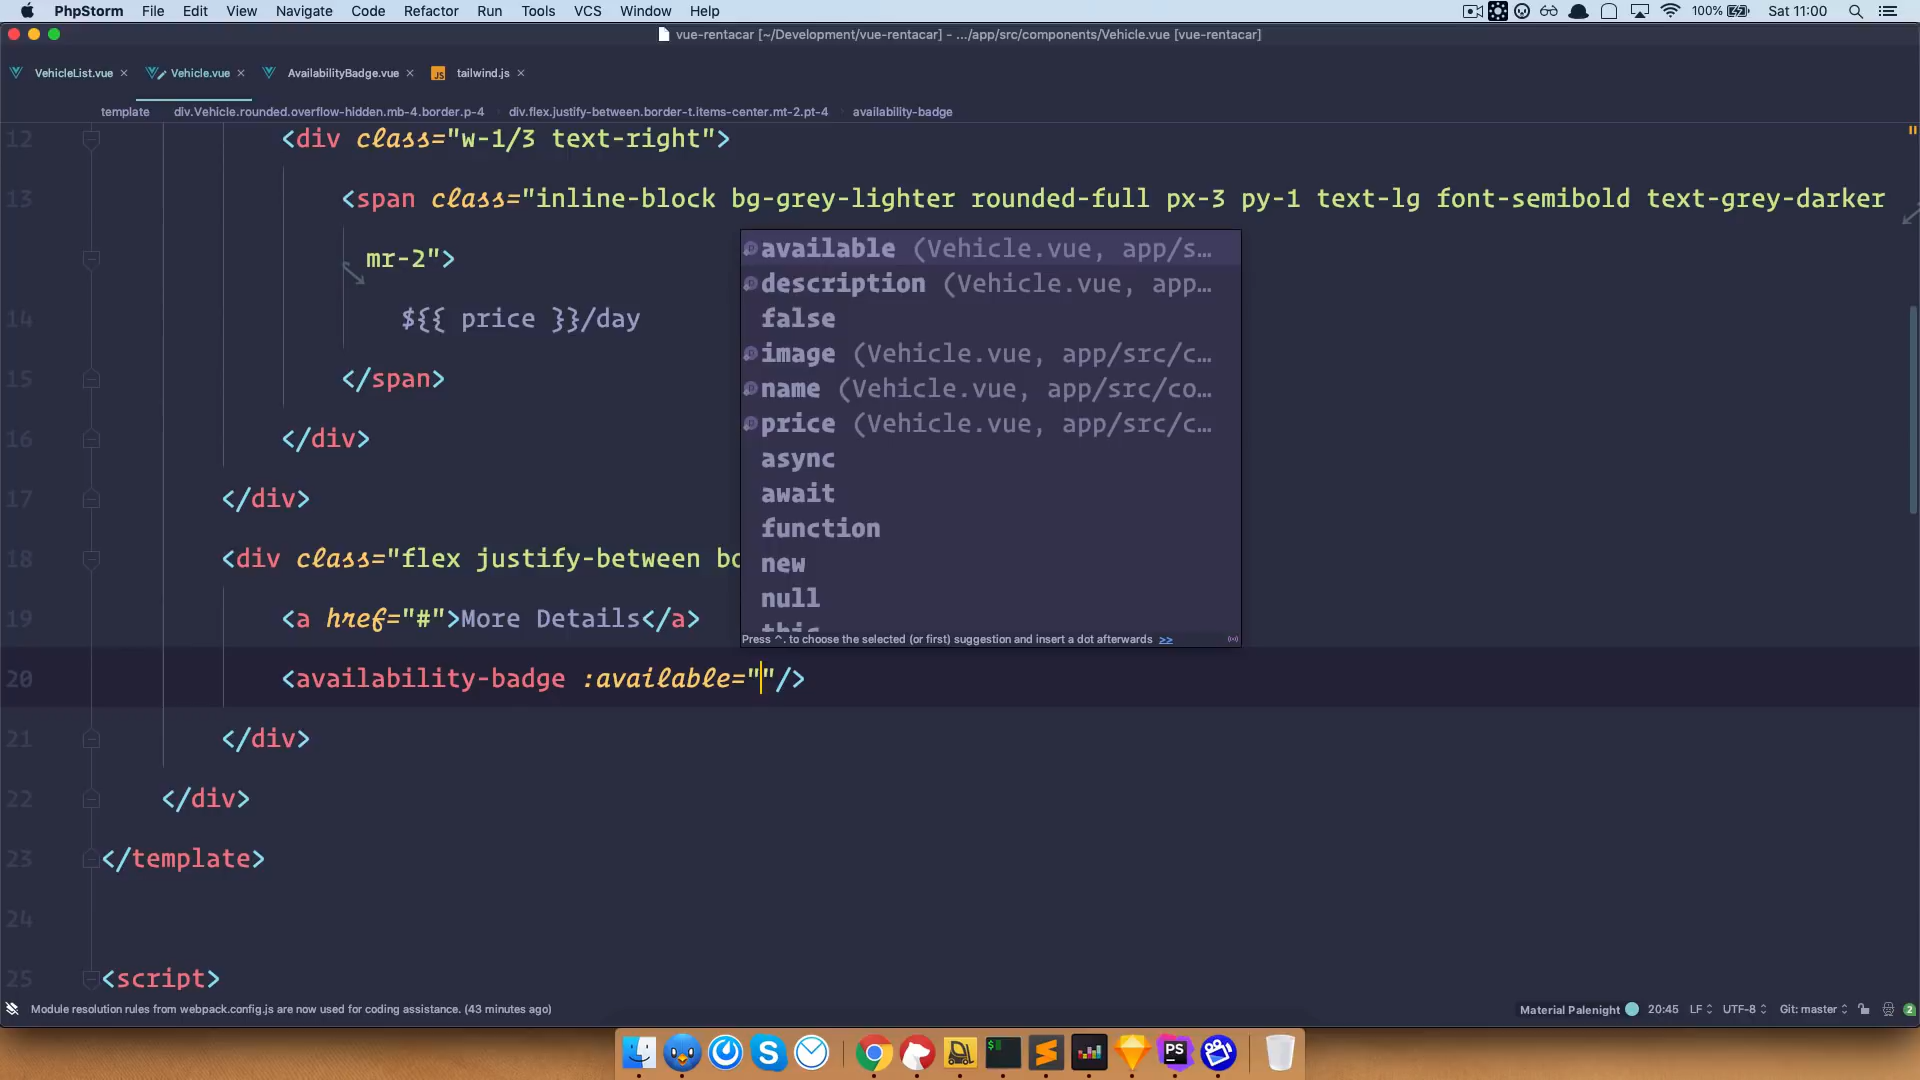 PhpStorm File Edit View Navigate Code Refactor Run Tools VCS Window Help 100% Sat 11:00
vue-rentacar [~/Development/vue-rentacar] - .../app/src/components/Vehicle.vue [vue-rentacar]
VehicleList.vue × Vehicle.vue × AvailabilityBadge.vue × JS tailwind.js ×
template div.Vehicle.rounded.overflow-hidden.mb-4.border.p-4 div.flex.justify-between.border-t.items-center.mt-2.pt-4 availability-badge
12 <div class="w-1/3 text-right">
13 <span class="inline-block bg-grey-lighter rounded-full px-3 py-1 text-lg font-semibold text-grey-darker
mr-2">
14 ${{ price }}/day
15 </span>
16 </div>
17 </div>
18 <div class="flex justify-between bo
19 <a href="#">More Details</a>
20 <availability-badge :available=""/>
21 </div>
22 </div>
23 </template>
24
25 <script>
available (Vehicle.vue, app/s…
description (Vehicle.vue, app…
false
image (Vehicle.vue, app/src/c…
name (Vehicle.vue, app/src/co…
price (Vehicle.vue, app/src/c…
async
await
function
new
null
this
Press ^. to choose the selected (or first) suggestion and insert a dot afterwards >>
Module resolution rules from webpack.config.js are now used for coding assistance. (43 minutes ago) Material Palenight 20:45 LF UTF-8 Git: master 2
S $ PS